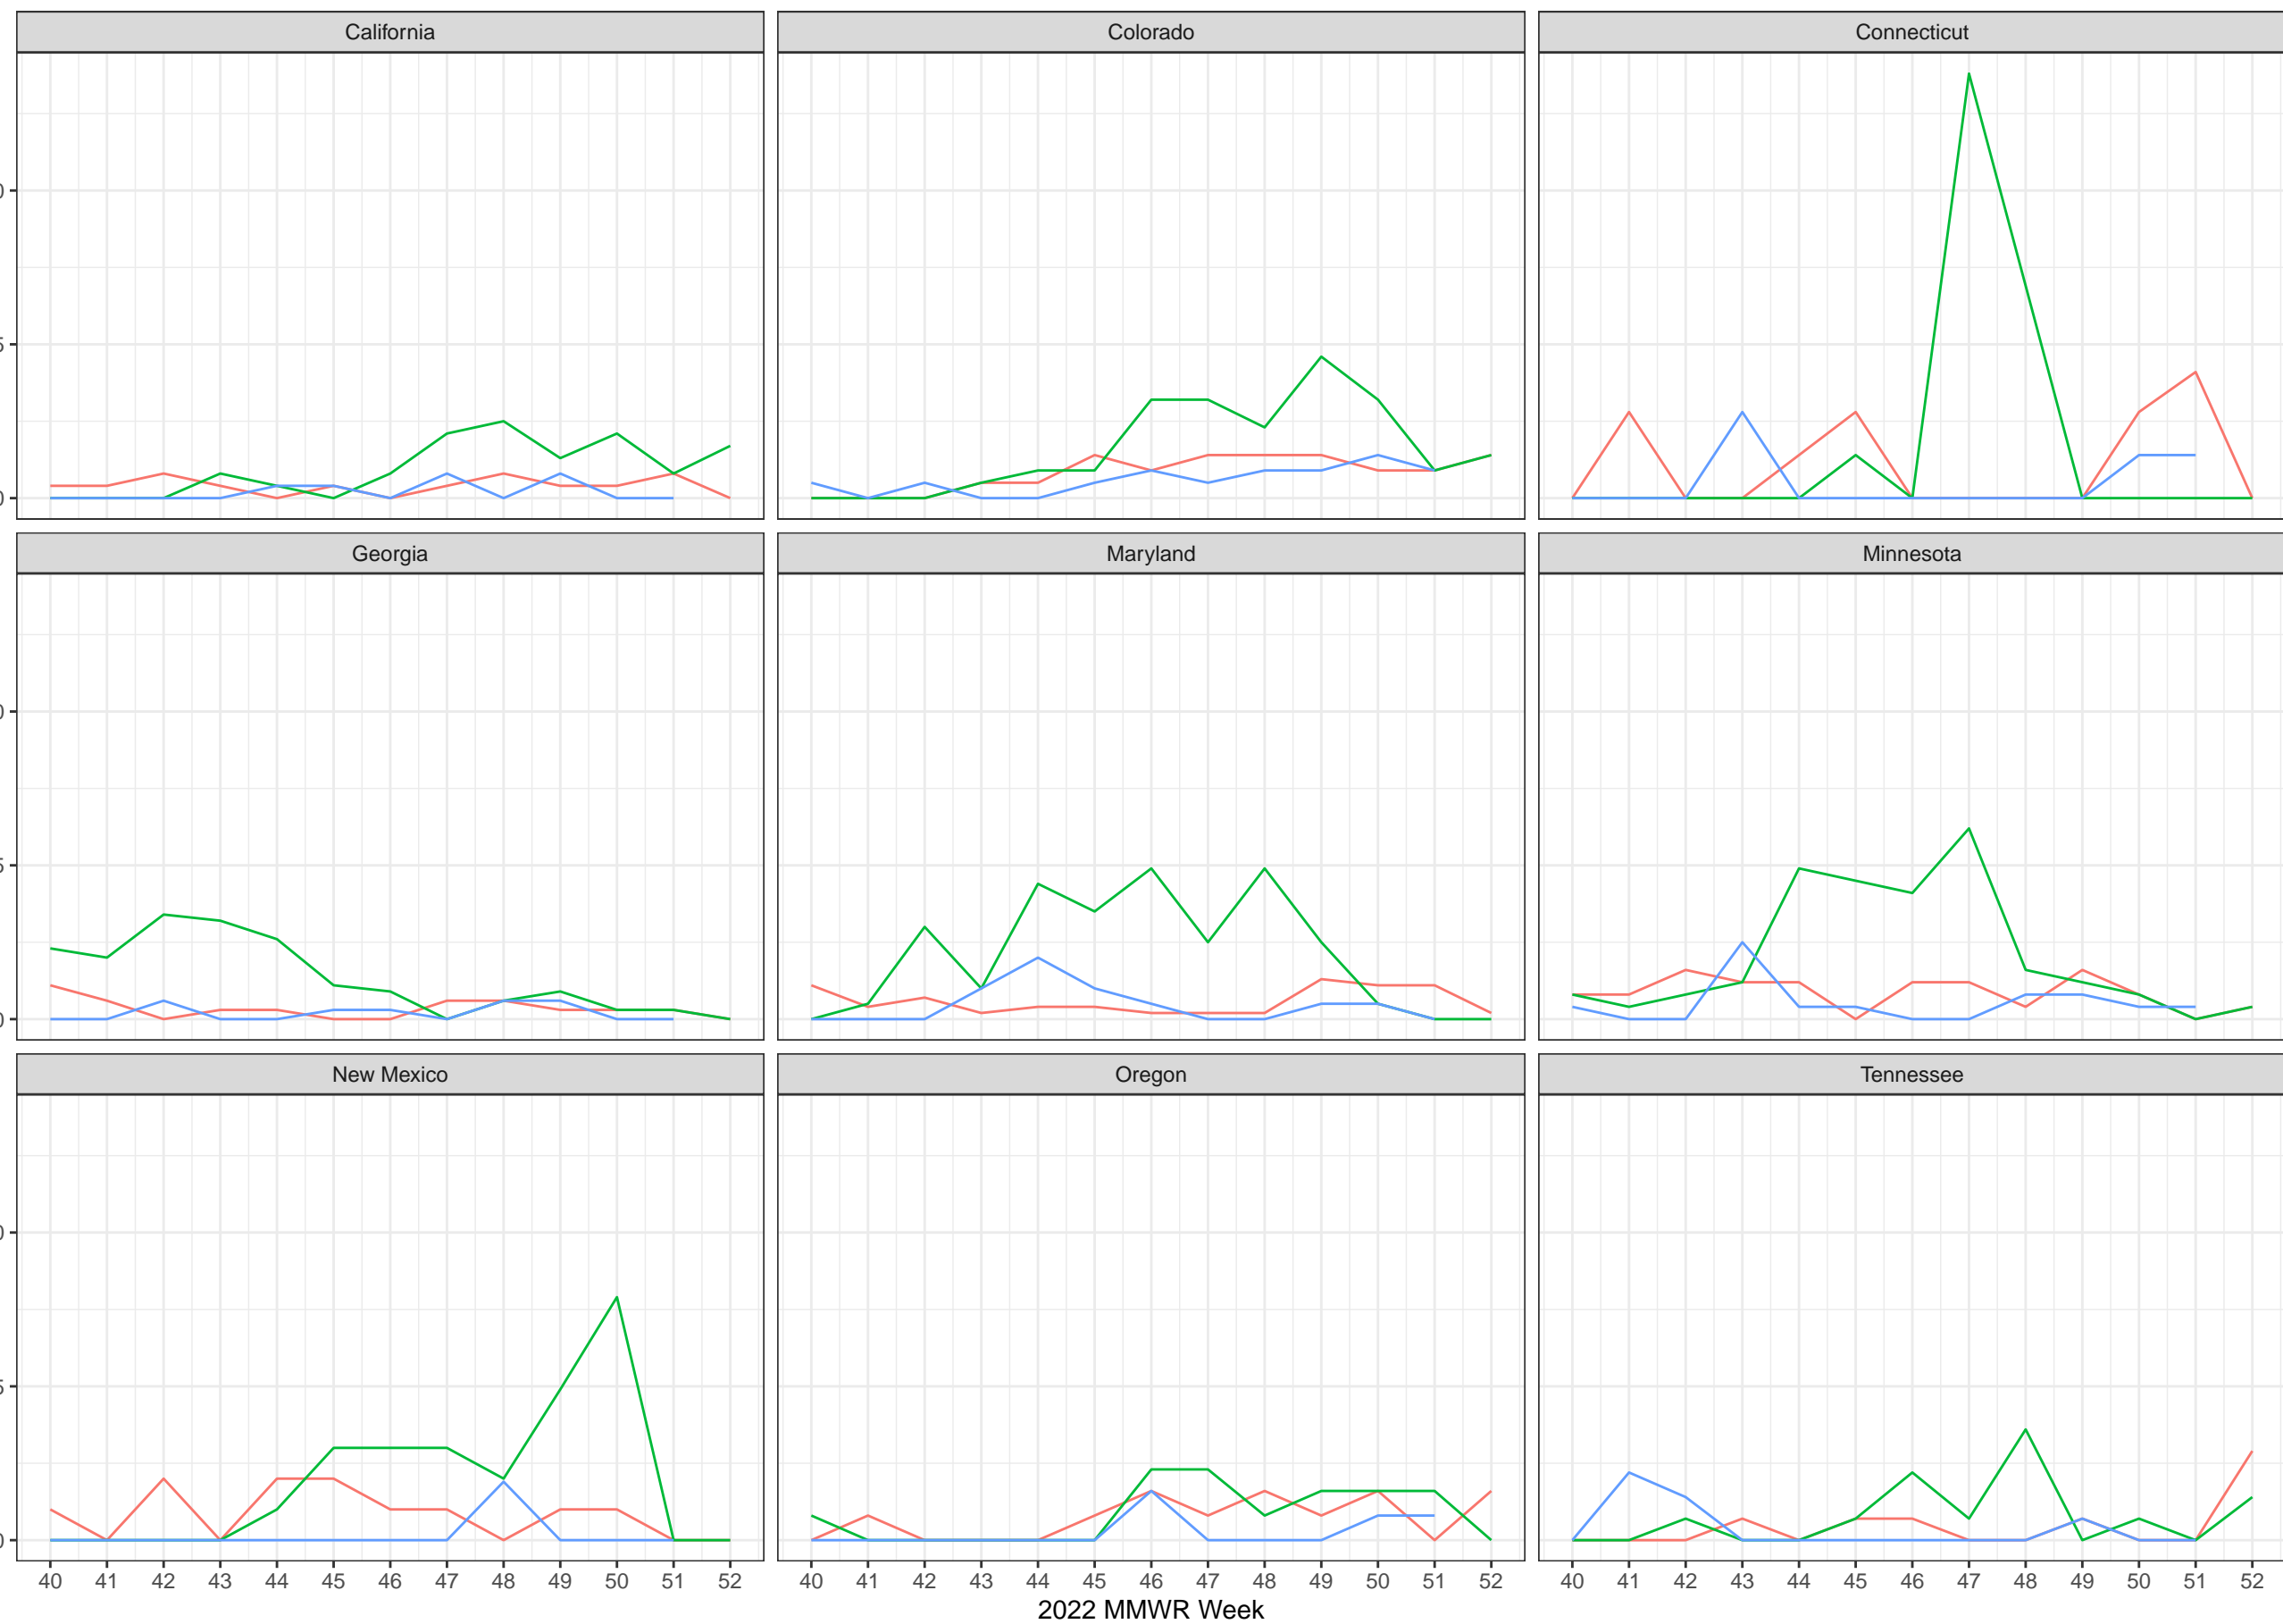 California Colorado Connecticut
Georgia Maryland Minnesota
New Mexico Oregon Tennessee
40 41 42 43 44 45 46 47 48 49 50 51 52 40 41 42 43 44 45 46 47 48 49 50 51 52 40 41 42 43 44 45 46 47 48 49 50 51 52
2022 MMWR Week